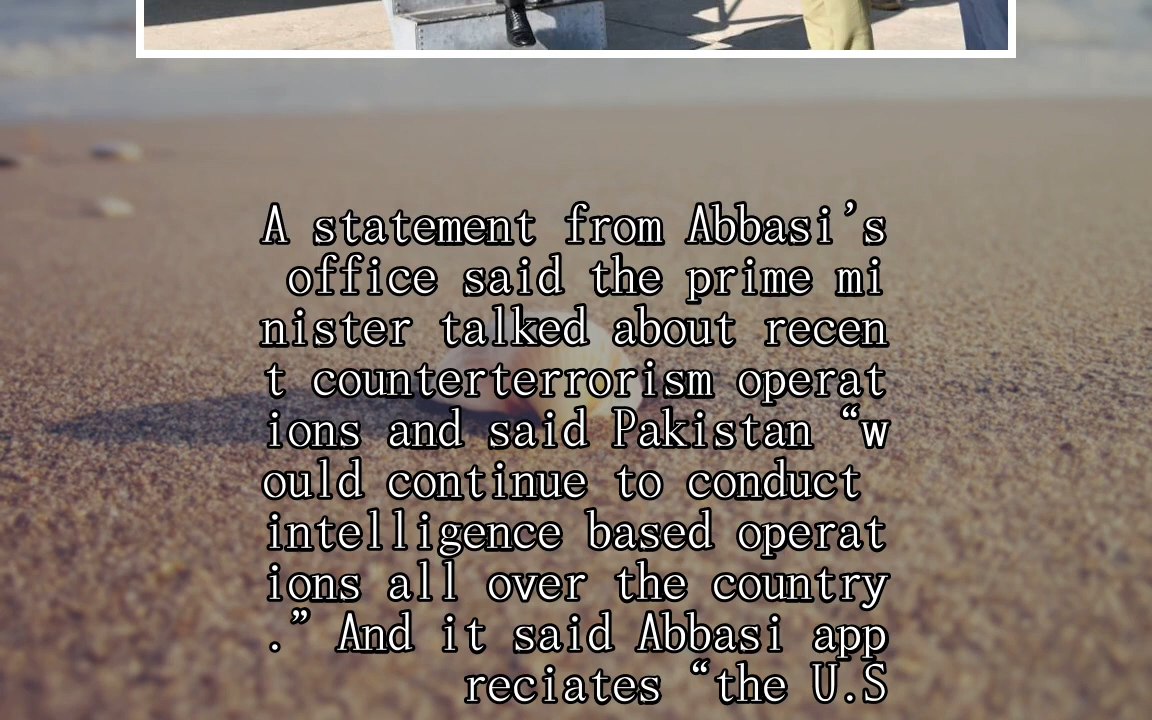 A statement from Abbasi’s
office said the prime mi
nister talked about recen
t counterterrorism operat
ions and said Pakistan “w
ould continue to conduct
intelligence based operat
ions all over the country
.” And it said Abbasi app
reciates “the U.S